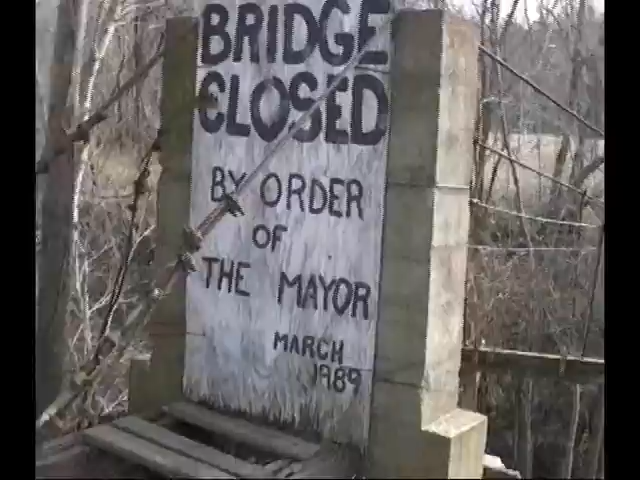 BRIDGE
CLOSED
BY ORDER
OF
THE MAYOR
MARCH
1989